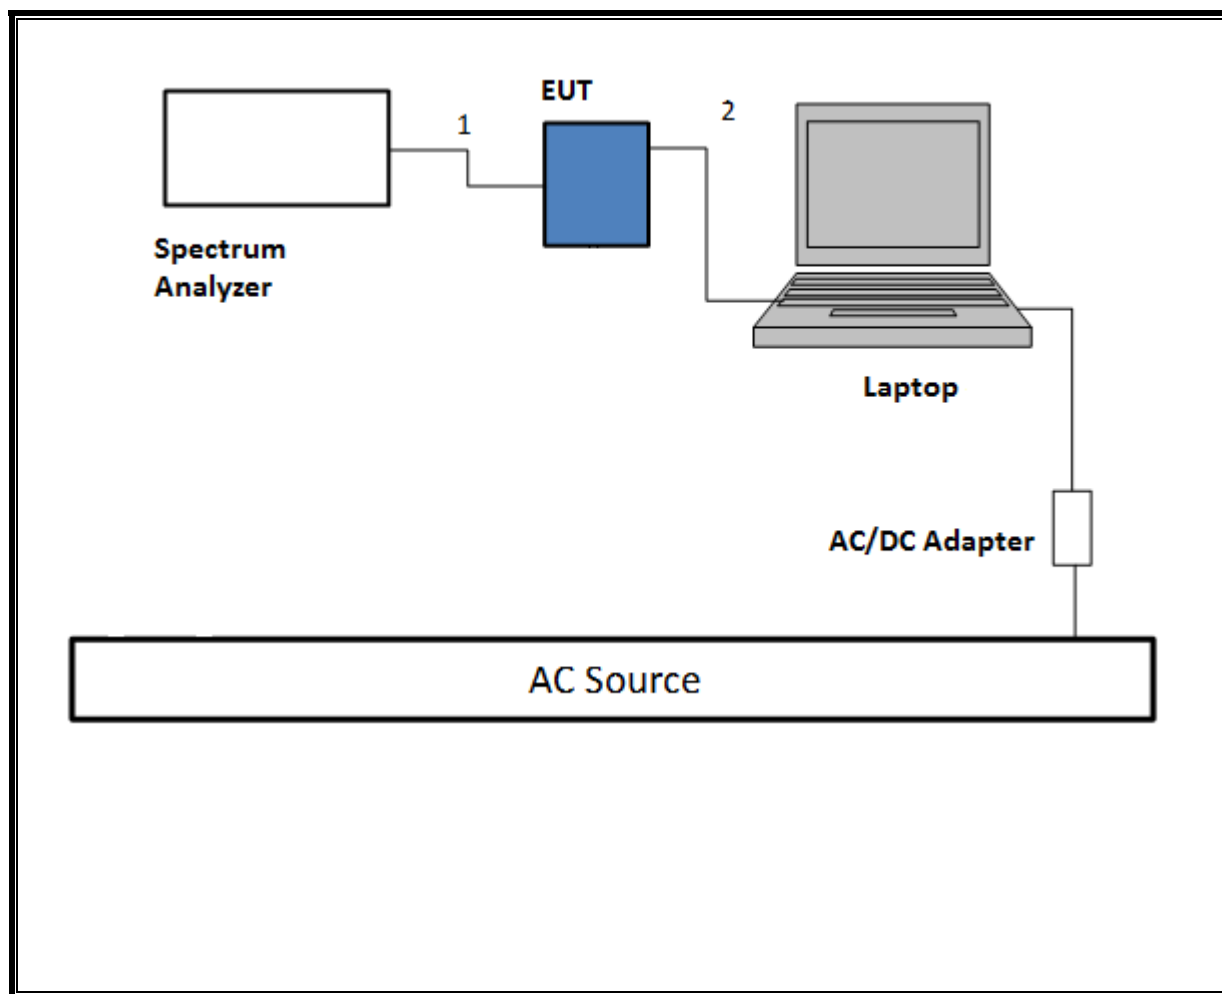 EUT
1
2
Spectrum
Analyzer
Laptop
AC/DC Adapter
AC Source